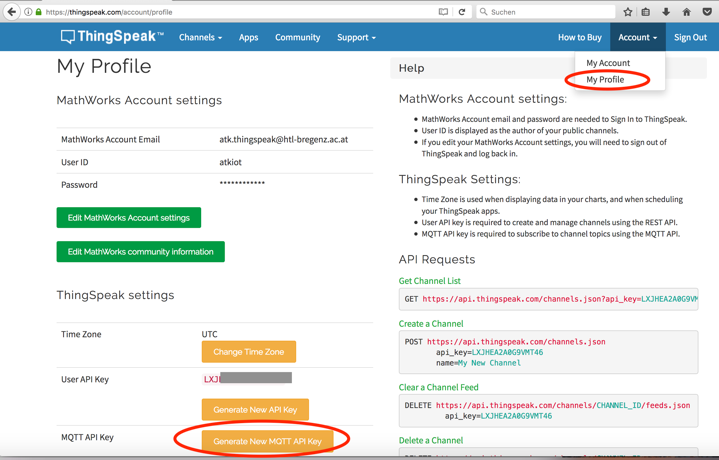 https://thingspeak.com/account/profile
Suchen
ThingSpeak™
Channels
Apps
Community
Support
How to Buy
Account
Sign Out
My Account
My Profile
My Profile
MathWorks Account settings
MathWorks Account Email atk.thingspeak@htl-bregenz.ac.at
User ID atkiot
Password ************
Edit MathWorks Account settings
Edit MathWorks community information
ThingSpeak settings
Time Zone UTC
Change Time Zone
User API Key LXJ
Generate New API Key
MQTT API Key
Generate New MQTT API Key
Help
MathWorks Account settings:
MathWorks Account email and password are needed to Sign In to ThingSpeak.
User ID is displayed as the author of your public channels.
If you edit your MathWorks Account settings, you will need to sign out of
ThingSpeak and log back in.
ThingSpeak Settings:
Time Zone is used when displaying data in your charts, and when scheduling
your ThingSpeak apps.
User API key is required to create and manage channels using the REST API.
MQTT API key is required to subscribe to channel topics using the MQTT API.
API Requests
Get Channel List
GET https://api.thingspeak.com/channels.json?api_key=LXJHEA2A0G9VM
Create a Channel
POST https://api.thingspeak.com/channels.json
api_key=LXJHEA2A0G9VMT46
name=My New Channel
Clear a Channel Feed
DELETE https://api.thingspeak.com/channels/CHANNEL_ID/feeds.json
api_key=LXJHEA2A0G9VMT46
Delete a Channel